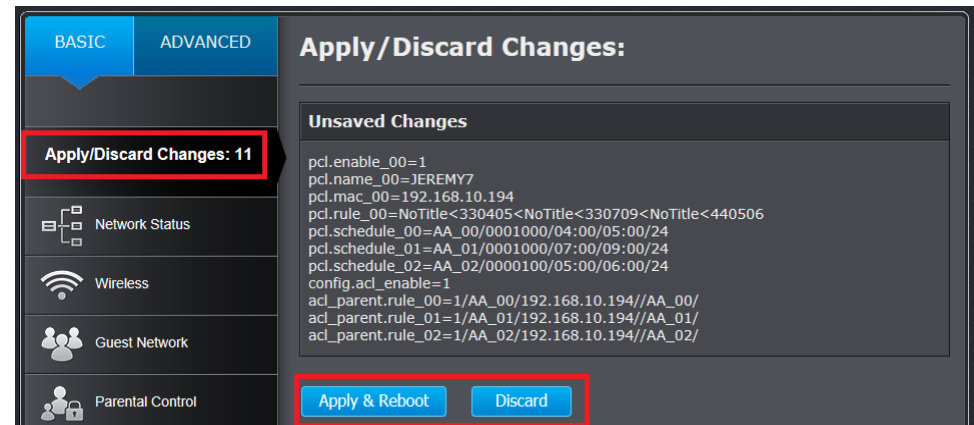 BASIC
ADVANCED
Apply/Discard Changes:
Apply/Discard Changes: 11
Unsaved Changes
pcl.enable_00=1
pcl.name_00=JEREMY7
pcl.mac_00=192.168.10.194
pcl.rule_00=NoTitle<330405<NoTitle<330709<NoTitle<440506
pcl.schedule_00=AA_00/0001000/04:00/05:00/24
pcl.schedule_01=AA_01/0001000/07:00/09:00/24
pcl.schedule_02=AA_02/0000100/05:00/06:00/24
config.acl_enable=1
acl_parent.rule_00=1/AA_00/192.168.10.194//AA_00/
acl_parent.rule_01=1/AA_01/192.168.10.194//AA_01/
acl_parent.rule_02=1/AA_02/192.168.10.194//AA_02/
Network Status
Wireless
Guest Network
Parental Control
Apply & Reboot
Discard